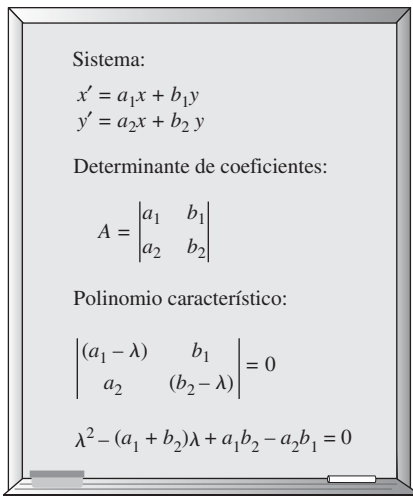 Sistema:
x′ = a₁x + b₁y
y′ = a₂x + b₂ y
Determinante de coeficientes:
A = |a₁ b₁|
|a₂ b₂|
Polinomio característico:
|(a₁ – λ) b₁| = 0
|a₂ (b₂ – λ)|
λ² – (a₁ + b₂)λ + a₁b₂ – a₂b₁ = 0